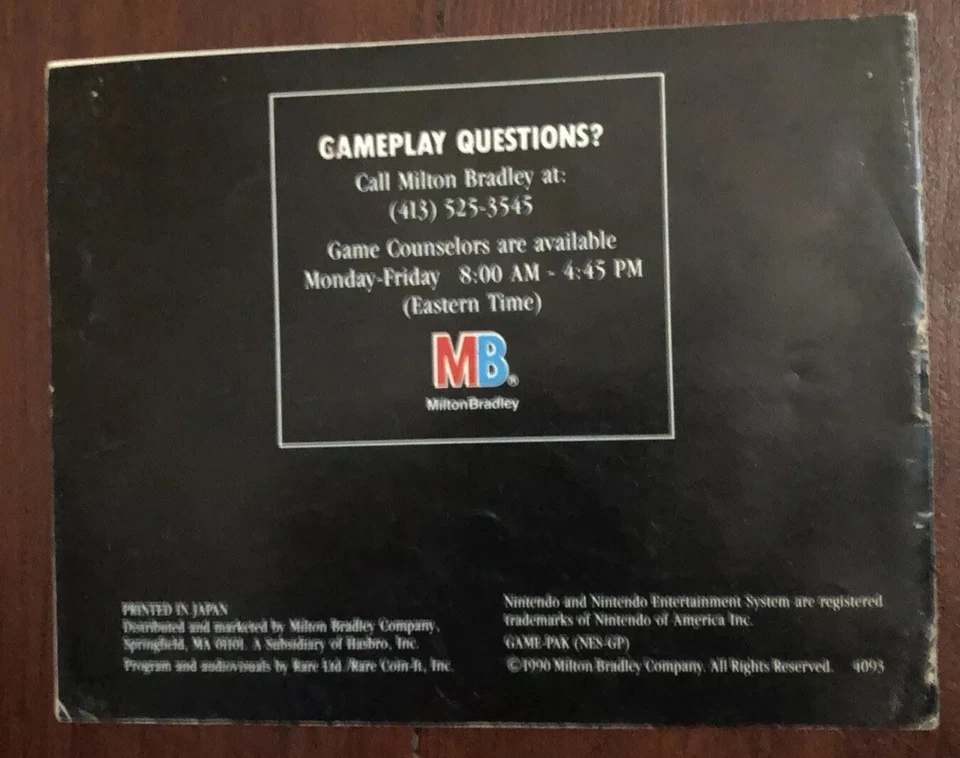 GAMEPLAY QUESTIONS?
Call Milton Bradley at:
(413) 525-3545
Game Counselors are available
Monday-Friday 8:00 AM - 4:45 PM
(Eastern Time)
MB®
MiltonBradley
PRINTED IN JAPAN
Distributed and marketed by Milton Bradley Company,
Springfield, MA 01101. A Subsidiary of Hasbro, Inc.
Program and audiovisuals by Rare Ltd./Rare Coin-It, Inc.
Nintendo and Nintendo Entertainment System are registered
trademarks of Nintendo of America Inc.
GAME-PAK (NES-GP)
©1990 Milton Bradley Company. All Rights Reserved. 4093